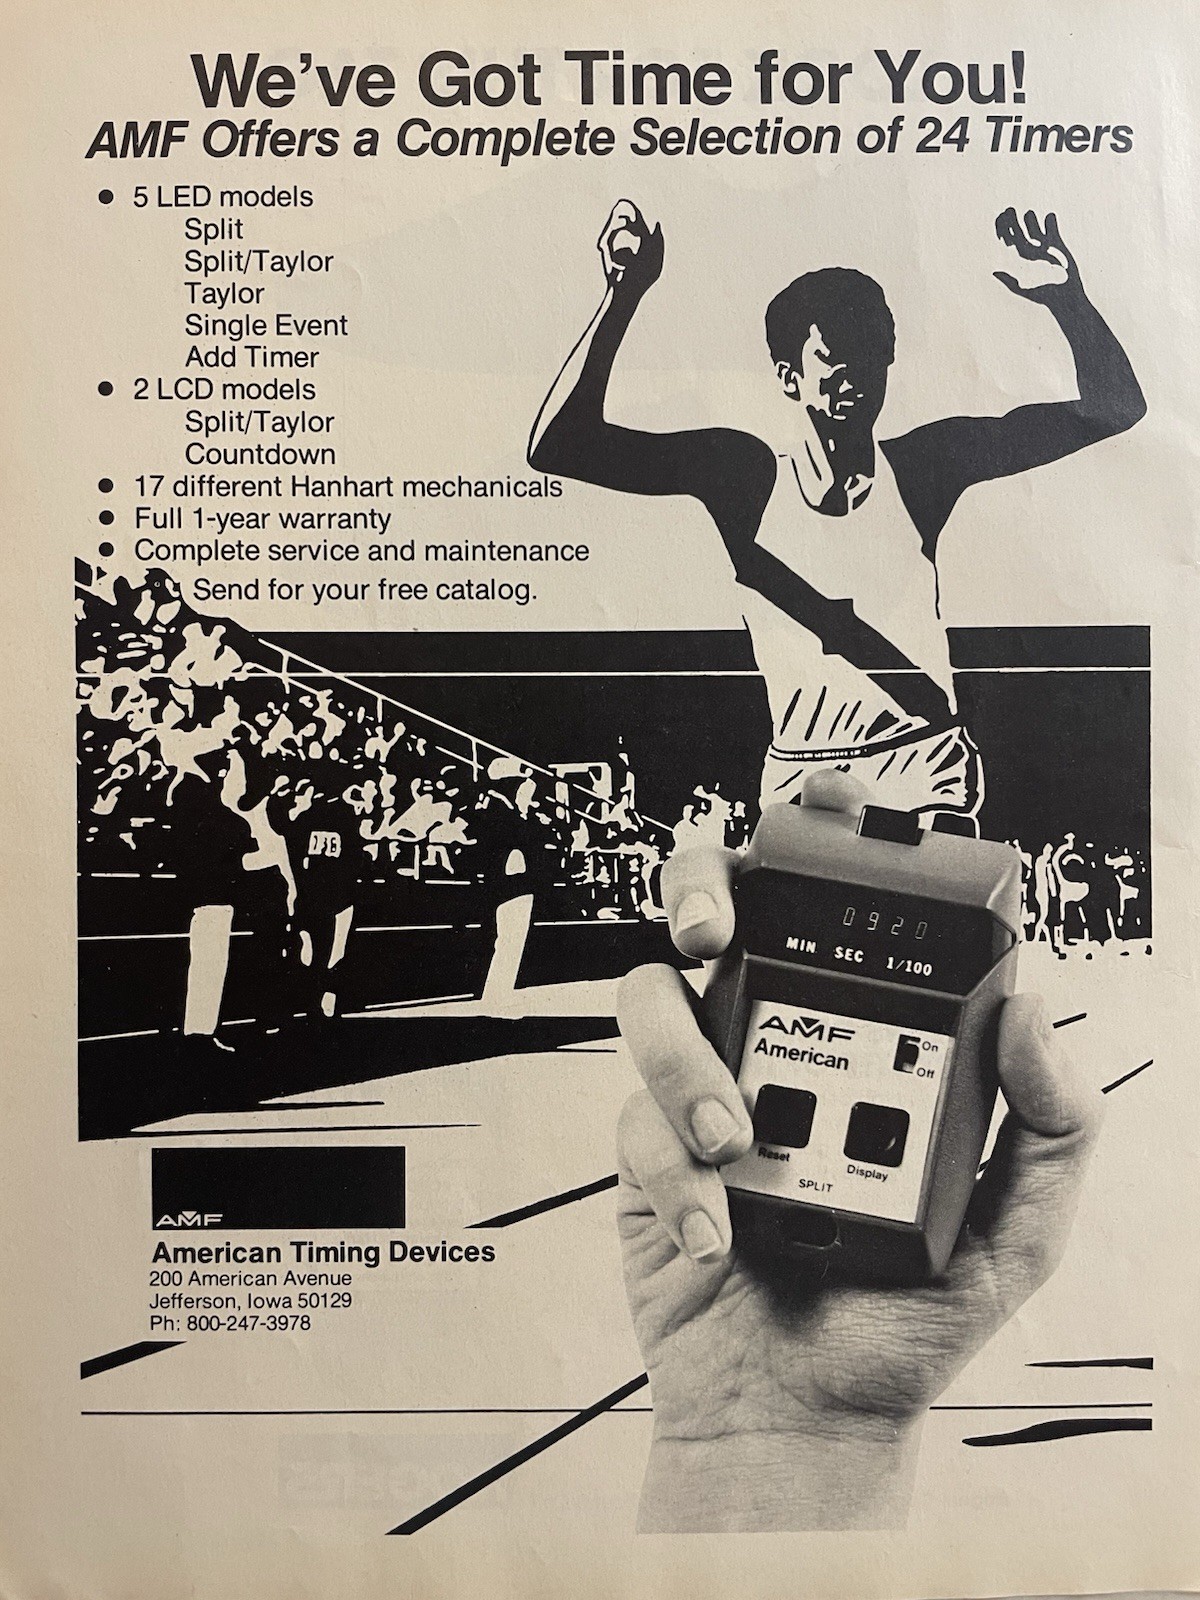 We've Got Time for You!
AMF Offers a Complete Selection of 24 Timers
● 5 LED models
Split
Split/Taylor
Taylor
Single Event
Add Timer
● 2 LCD models
Split/Taylor
Countdown
● 17 different Hanhart mechanicals
● Full 1-year warranty
● Complete service and maintenance
Send for your free catalog.
0920
MIN SEC 1/100
AMF
American
On
Off
Reset
Display
SPLIT
AMF
American Timing Devices
200 American Avenue
Jefferson, Iowa 50129
Ph: 800-247-3978